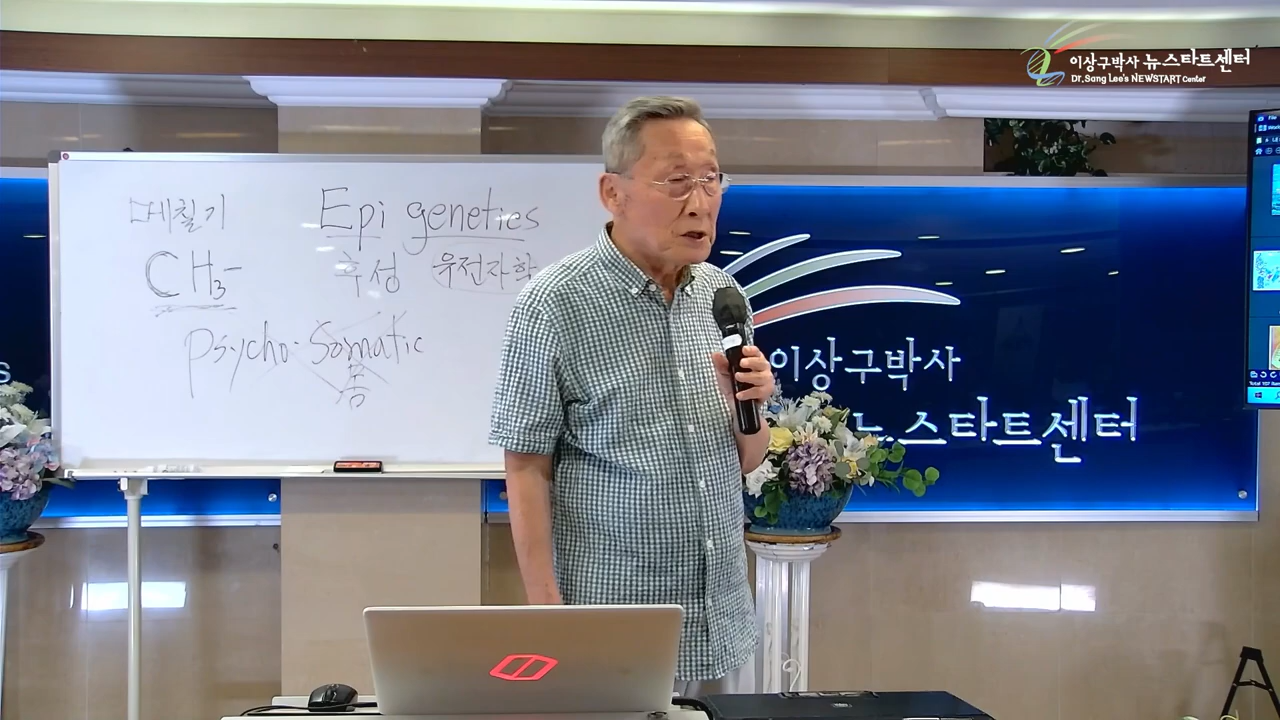 이상구박사 뉴스타트센터
Dr. Sang Lee's NEWSTART Center
메칠기
Epi genetics
CH3-
후성 유전자학
Psycho-Somatic
몸
이상구박사
뉴스타트센터
S
File